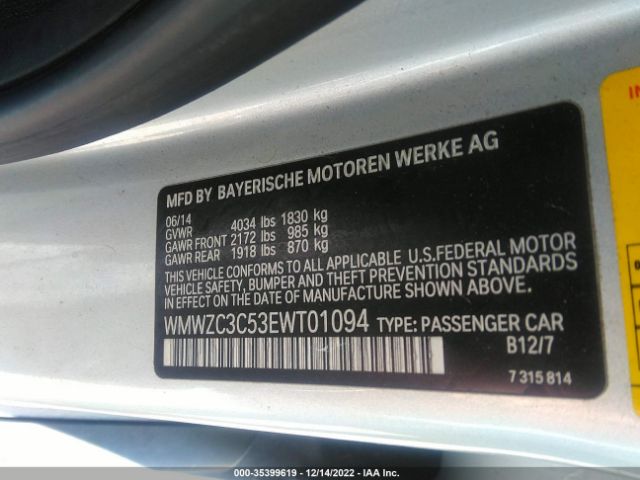 MFD BY BAYERISCHE MOTOREN WERKE AG
06/14
GVWR 4034 lbs 1830 kg
GAWR FRONT 2172 lbs 985 kg
GAWR REAR 1918 lbs 870 kg
THIS VEHICLE CONFORMS TO ALL APPLICABLE U.S.FEDERAL MOTOR
VEHICLE SAFETY, BUMPER AND THEFT PREVENTION STANDARDS
IN EFFECT ON THE DATE OF MANUFACTURE SHOWN ABOVE.
WMWZC3C53EWT01094 TYPE: PASSENGER CAR
B12/7
7 315 814
000-35399619 - 12/14/2022 - IAA Inc.